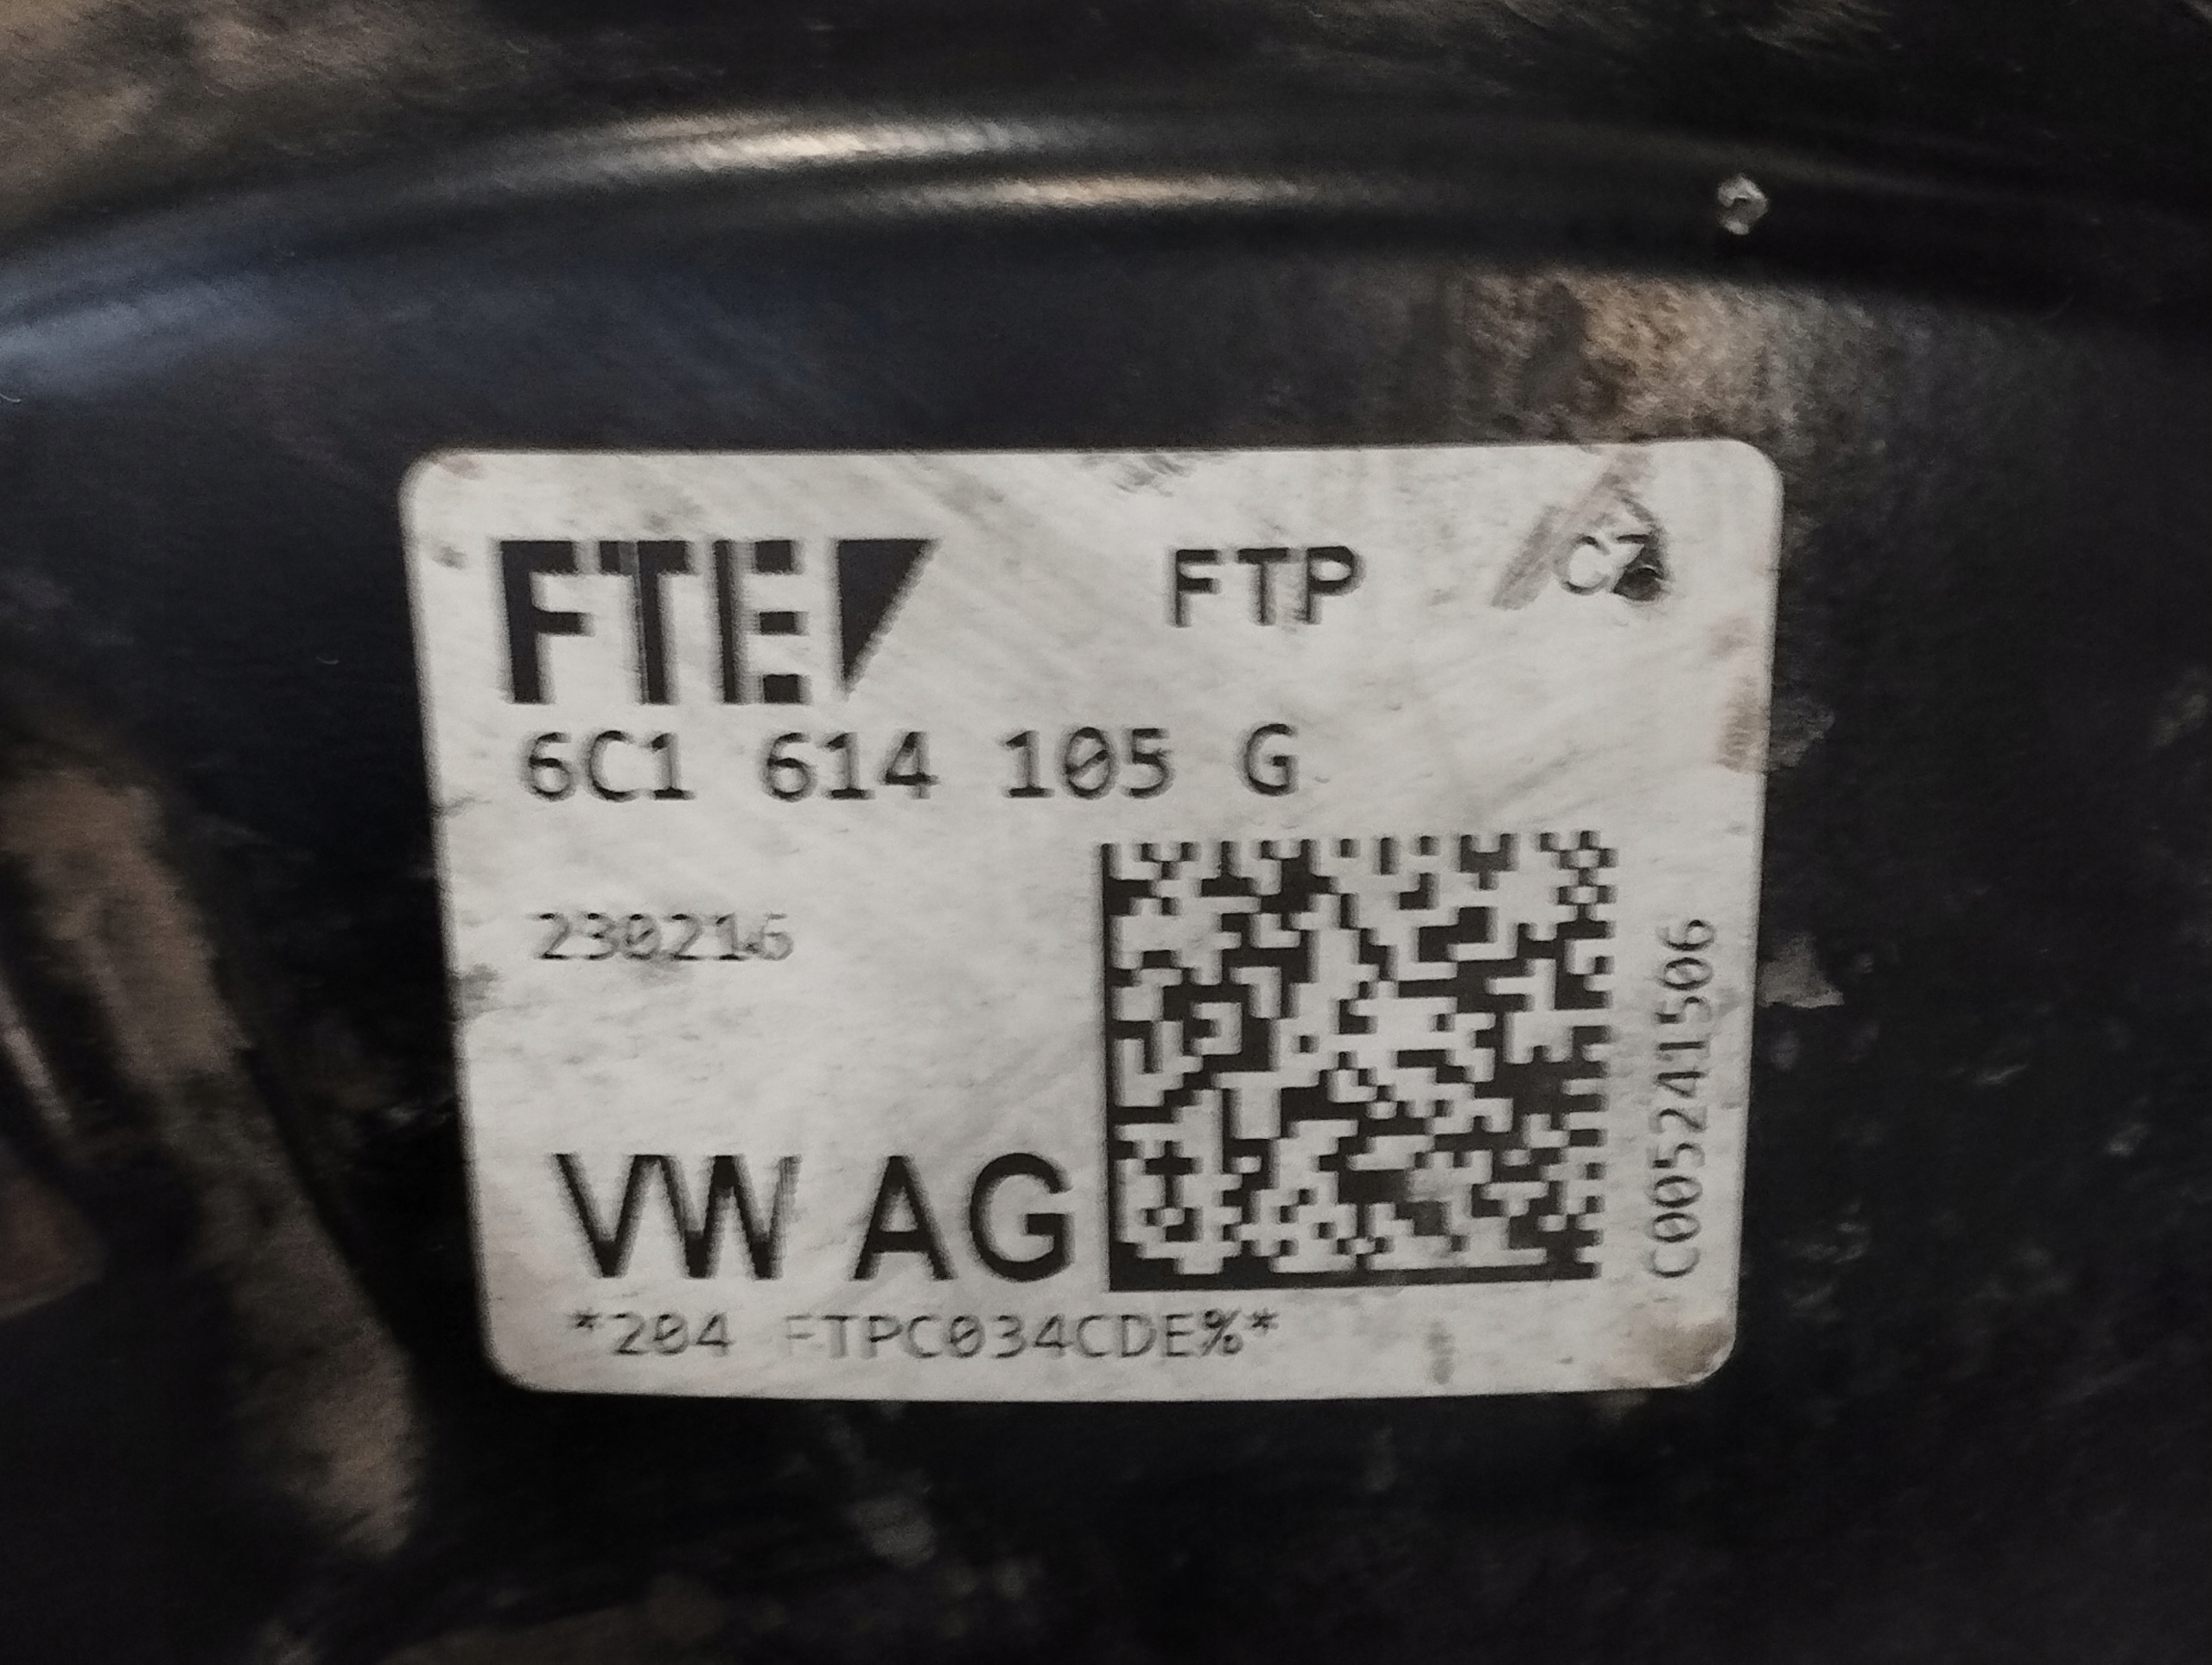 FTE FTP CZ
6C1 614 105 G
230216
VW AG
*204 FTPC034CDE%*
C005241506